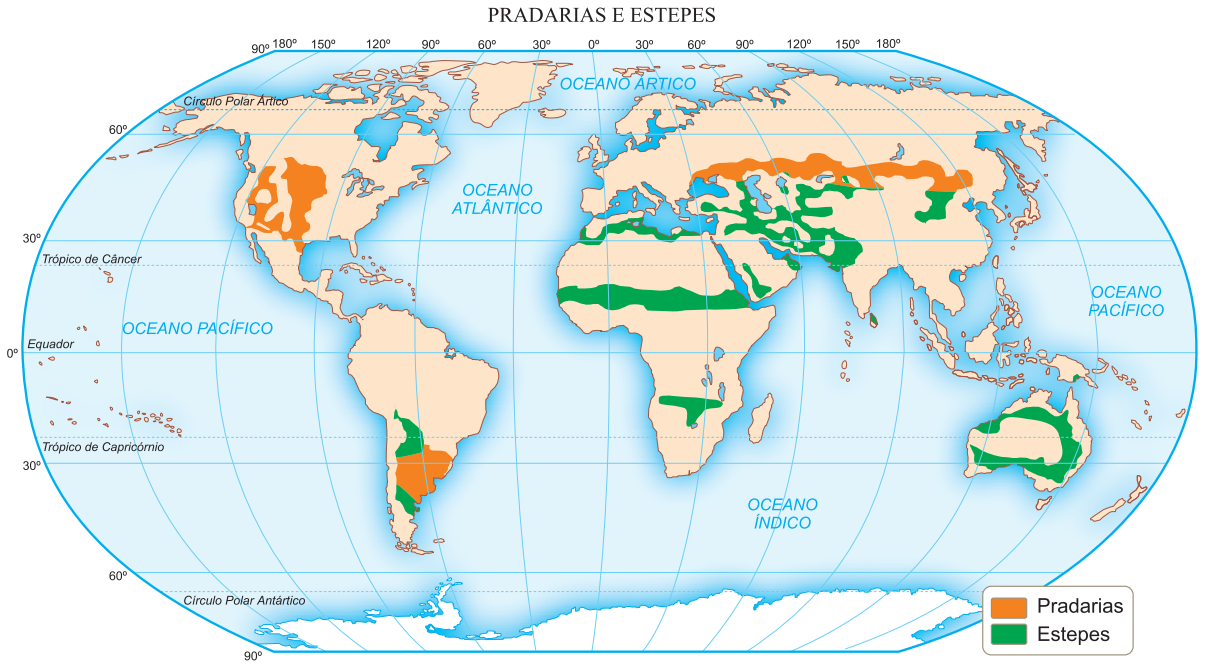 PRADARIAS E ESTEPES
90º 180º 150º 120º 90º 60º 30º 0º 30º 60º 90º 120º 150º 180º
OCEANO ÁRTICO
Círculo Polar Ártico
60º
OCEANO
ATLÂNTICO
30º
Trópico de Câncer
OCEANO
PACÍFICO
OCEANO PACÍFICO
Equador
0º
Trópico de Capricórnio
30º
OCEANO
ÍNDICO
60º
Círculo Polar Antártico
Pradarias
Estepes
90º